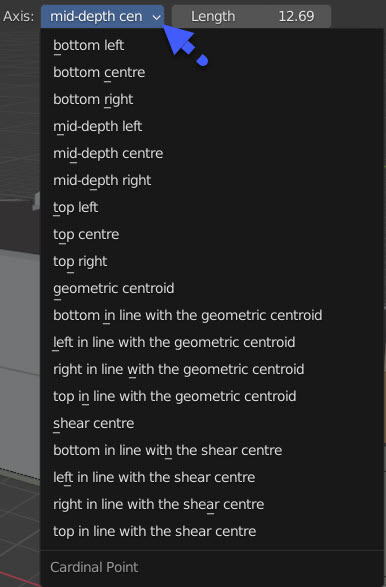 Axis: mid-depth cen Length 12.69
bottom left
bottom centre
bottom right
mid-depth left
mid-depth centre
mid-depth right
top left
top centre
top right
geometric centroid
bottom in line with the geometric centroid
left in line with the geometric centroid
right in line with the geometric centroid
top in line with the geometric centroid
shear centre
bottom in line with the shear centre
left in line with the shear centre
right in line with the shear centre
top in line with the shear centre
Cardinal Point